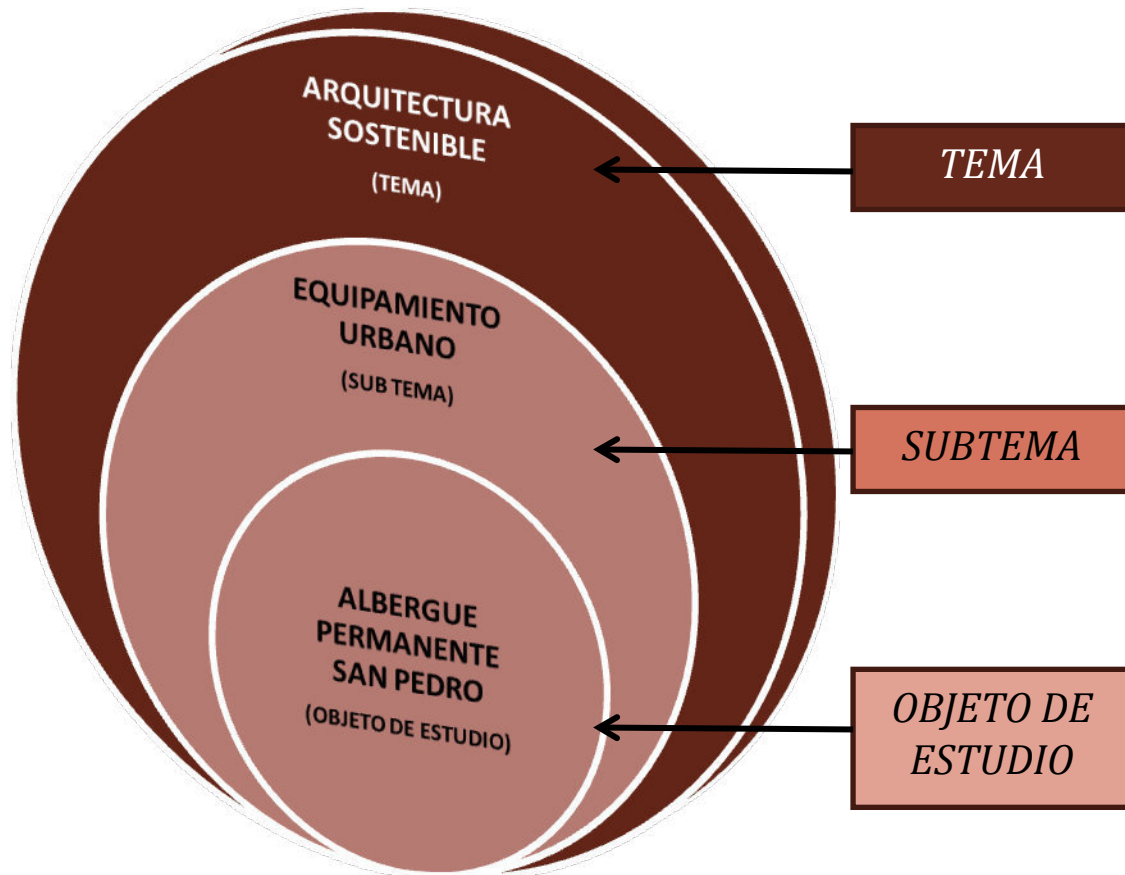 ARQUITECTURA
SOSTENIBLE
(TEMA)
TEMA
EQUIPAMIENTO
URBANO
(SUB TEMA)
SUBTEMA
ALBERGUE
PERMANENTE
SAN PEDRO
(OBJETO DE ESTUDIO)
OBJETO DE
ESTUDIO